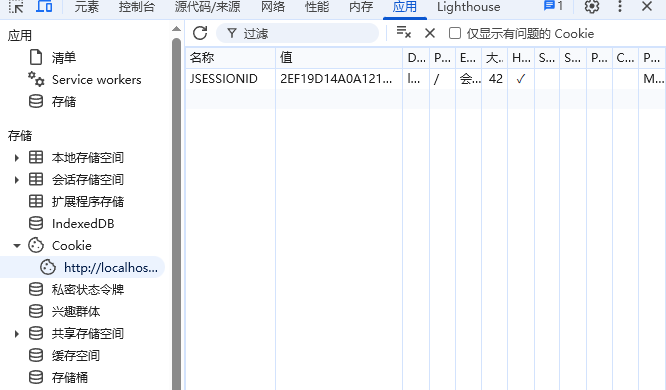 元素 控制台 源代码/来源 网络 性能 内存 应用 Lighthouse 1
应用
清单
Service workers
存储
存储
本地存储空间
会话存储空间
扩展程序存储
IndexedDB
Cookie
http://localhos...
私密状态令牌
兴趣群体
共享存储空间
缓存空间
存储桶
过滤 仅显示有问题的 Cookie
名称 值 D.. P.. E... 大.. H... S... S... P... C... P...
JSESSIONID 2EF19D14A0A121... l... / 会... 42 ✓ M...